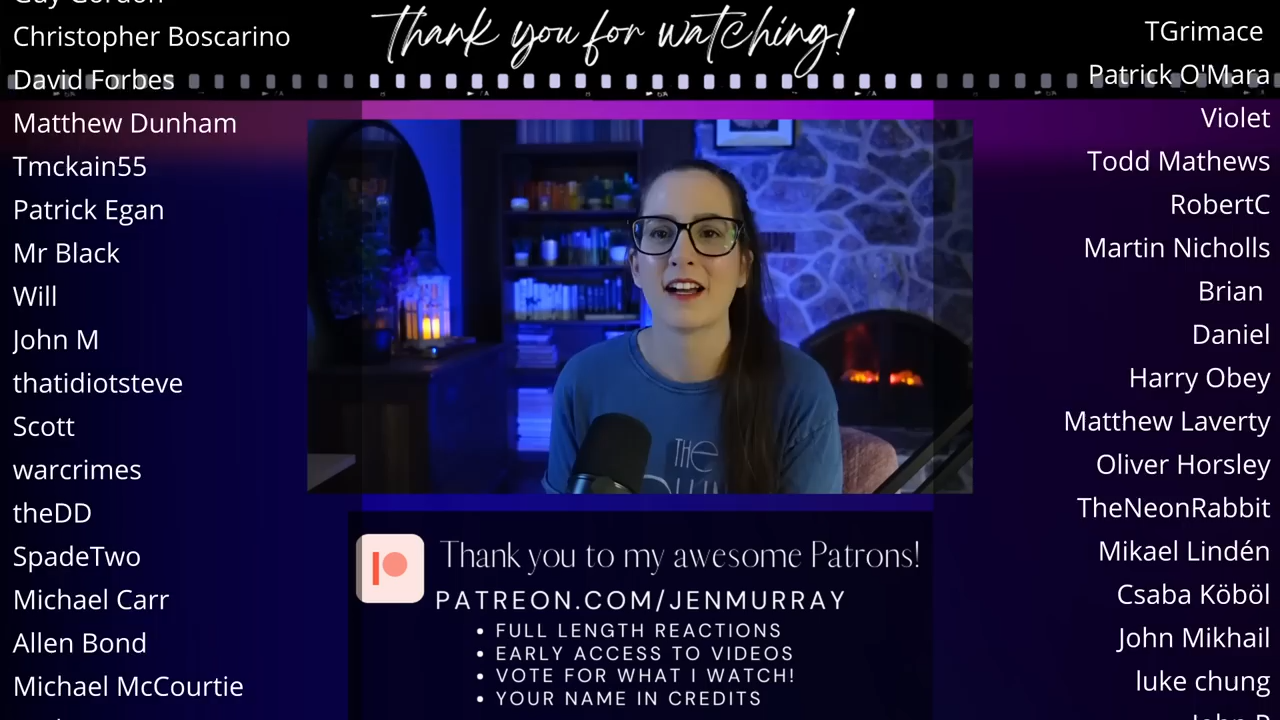 Thank you for watching!
Guy Gordon
Christopher Boscarino
David Forbes
Matthew Dunham
Tmckain55
Patrick Egan
Mr Black
Will
John M
thatidiotsteve
Scott
warcrimes
theDD
SpadeTwo
Michael Carr
Allen Bond
Michael McCourtie
THE
Thank you to my awesome Patrons!
PATREON.COM/JENMURRAY
• FULL LENGTH REACTIONS
• EARLY ACCESS TO VIDEOS
• VOTE FOR WHAT I WATCH!
• YOUR NAME IN CREDITS
TGrimace
Patrick O'Mara
Violet
Todd Mathews
RobertC
Martin Nicholls
Brian
Daniel
Harry Obey
Matthew Laverty
Oliver Horsley
TheNeonRabbit
Mikael Lindén
Csaba Köböl
John Mikhail
luke chung